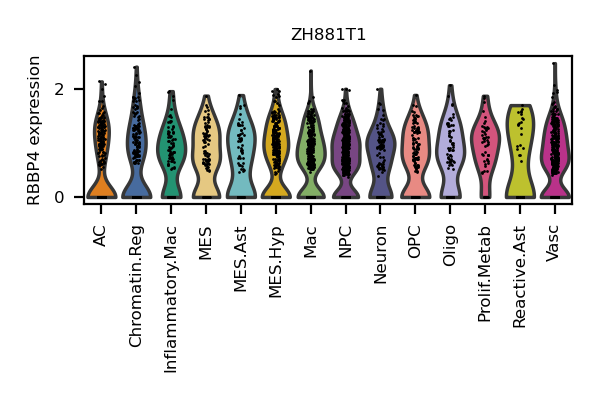 ZH881T1
RBBP4 expression
2
0
AC
Chromatin.Reg
Inflammatory.Mac
MES
MES.Ast
MES.Hyp
Mac
NPC
Neuron
OPC
Oligo
Prolif.Metab
Reactive.Ast
Vasc